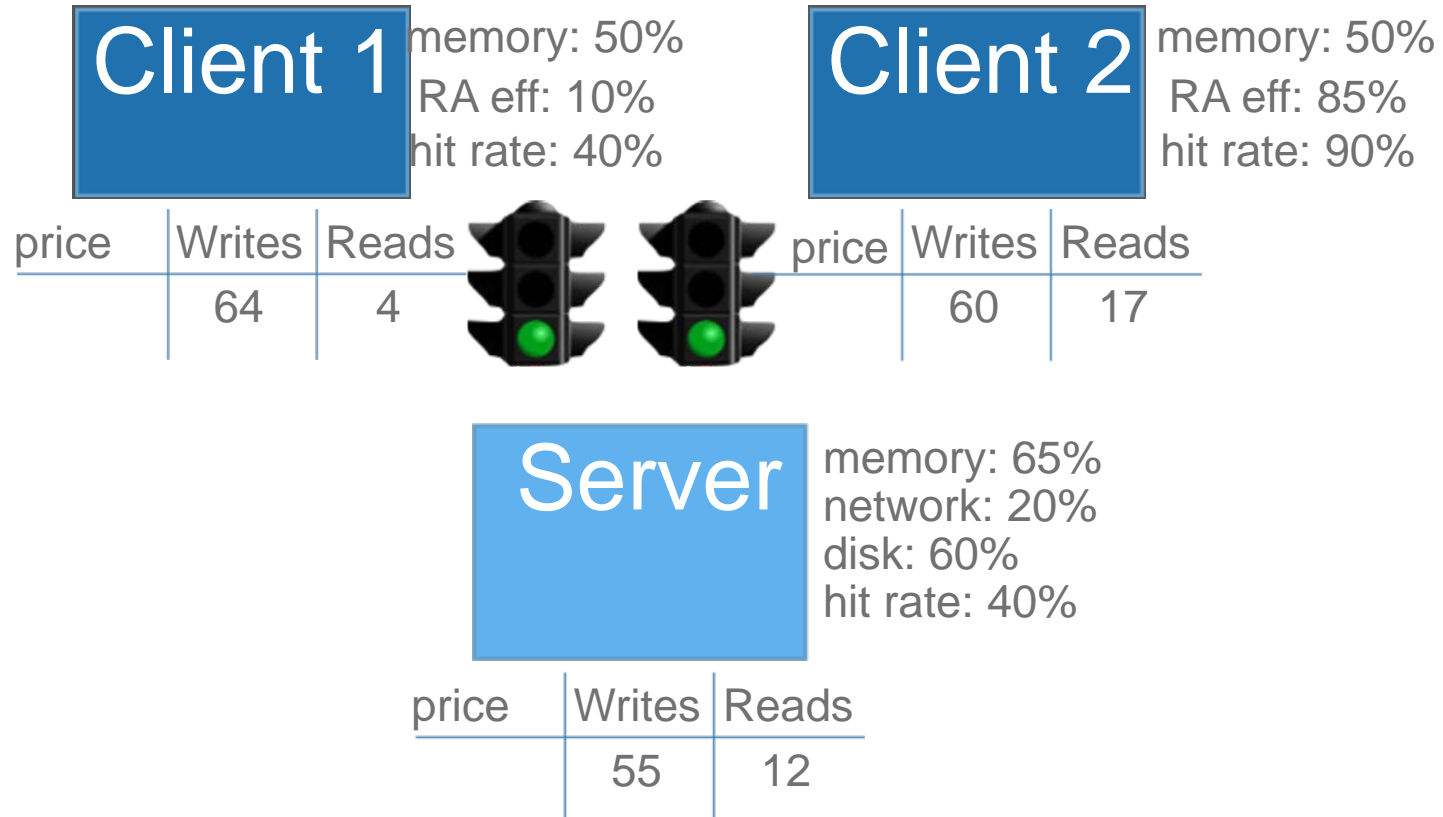 Client 1
memory: 50%
RA eff: 10%
hit rate: 40%
Client 2
memory: 50%
RA eff: 85%
hit rate: 90%
price Writes Reads
64 4
price Writes Reads
60 17
Server
memory: 65%
network: 20%
disk: 60%
hit rate: 40%
price Writes Reads
55 12